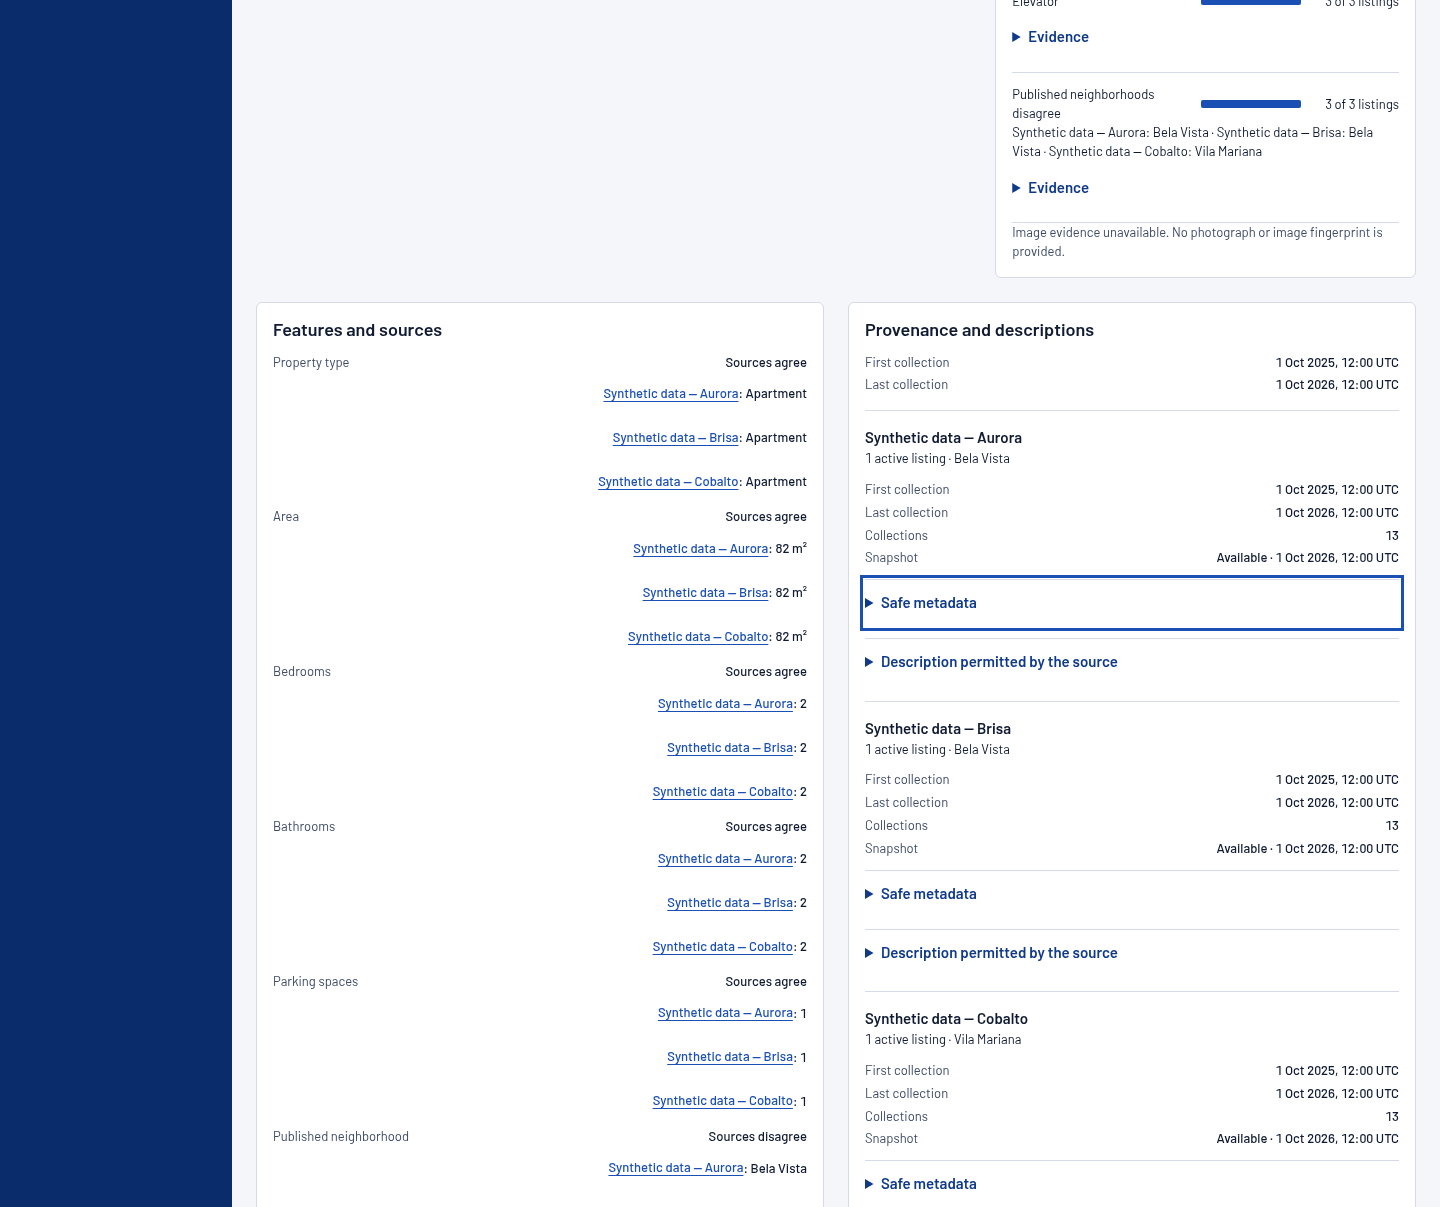 Elevator
3 of 3 listings
Evidence
Published neighborhoods
disagree
3 of 3 listings
Synthetic data — Aurora: Bela Vista · Synthetic data — Brisa: Bela
Vista · Synthetic data — Cobalto: Vila Mariana
Evidence
Image evidence unavailable. No photograph or image fingerprint is
provided.
Features and sources
Property type Sources agree
Synthetic data — Aurora: Apartment
Synthetic data — Brisa: Apartment
Synthetic data — Cobalto: Apartment
Area Sources agree
Synthetic data — Aurora: 82 m²
Synthetic data — Brisa: 82 m²
Synthetic data — Cobalto: 82 m²
Bedrooms Sources agree
Synthetic data — Aurora: 2
Synthetic data — Brisa: 2
Synthetic data — Cobalto: 2
Bathrooms Sources agree
Synthetic data — Aurora: 2
Synthetic data — Brisa: 2
Synthetic data — Cobalto: 2
Parking spaces Sources agree
Synthetic data — Aurora: 1
Synthetic data — Brisa: 1
Synthetic data — Cobalto: 1
Published neighborhood Sources disagree
Synthetic data — Aurora: Bela Vista
Provenance and descriptions
First collection 1 Oct 2025, 12:00 UTC
Last collection 1 Oct 2026, 12:00 UTC
Synthetic data — Aurora
1 active listing · Bela Vista
First collection 1 Oct 2025, 12:00 UTC
Last collection 1 Oct 2026, 12:00 UTC
Collections 13
Snapshot Available · 1 Oct 2026, 12:00 UTC
Safe metadata
Description permitted by the source
Synthetic data — Brisa
1 active listing · Bela Vista
First collection 1 Oct 2025, 12:00 UTC
Last collection 1 Oct 2026, 12:00 UTC
Collections 13
Snapshot Available · 1 Oct 2026, 12:00 UTC
Safe metadata
Description permitted by the source
Synthetic data — Cobalto
1 active listing · Vila Mariana
First collection 1 Oct 2025, 12:00 UTC
Last collection 1 Oct 2026, 12:00 UTC
Collections 13
Snapshot Available · 1 Oct 2026, 12:00 UTC
Safe metadata